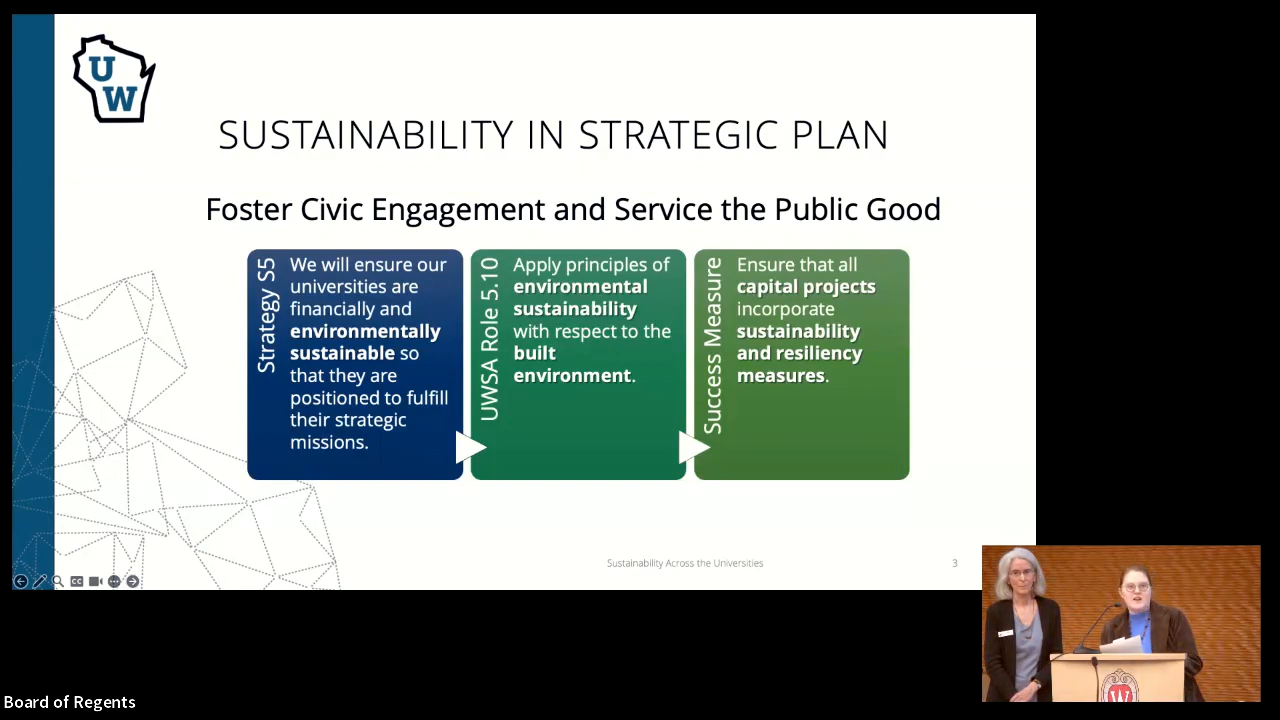 U
W
SUSTAINABILITY IN STRATEGIC PLAN
Foster Civic Engagement and Service the Public Good
Strategy S5
We will ensure our
universities are
financially and
environmentally
sustainable so
that they are
positioned to fulfill
their strategic
missions.
UWSA Role 5.10
Apply principles of
environmental
sustainability
with respect to the
built
environment.
Success Measure
Ensure that all
capital projects
incorporate
sustainability
and resiliency
measures.
Sustainability Across the Universities
3
CC
W
Board of Regents